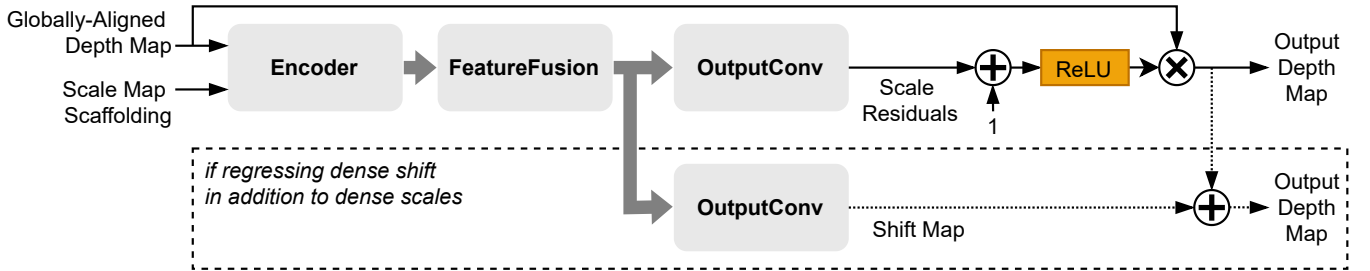 Globally-Aligned
Depth Map
Scale Map
Scaffolding
Encoder
FeatureFusion
OutputConv
Scale
Residuals
1
ReLU
Output
Depth
Map
if regressing dense shift
in addition to dense scales
OutputConv
Shift Map
Output
Depth
Map